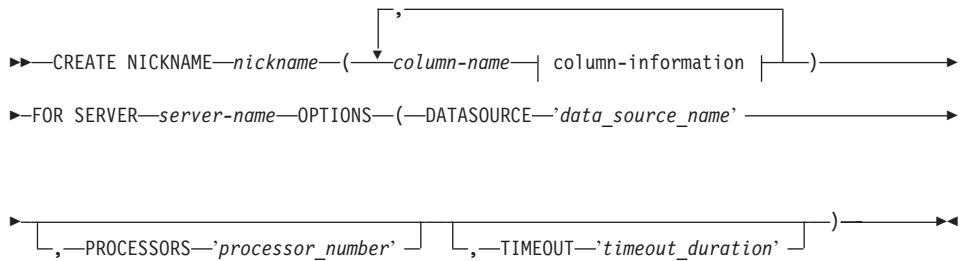 ,
CREATE NICKNAME nickname ( column-name column-information )
FOR SERVER server-name OPTIONS ( DATASOURCE 'data_source_name'
)
, PROCESSORS 'processor_number' , TIMEOUT 'timeout_duration'